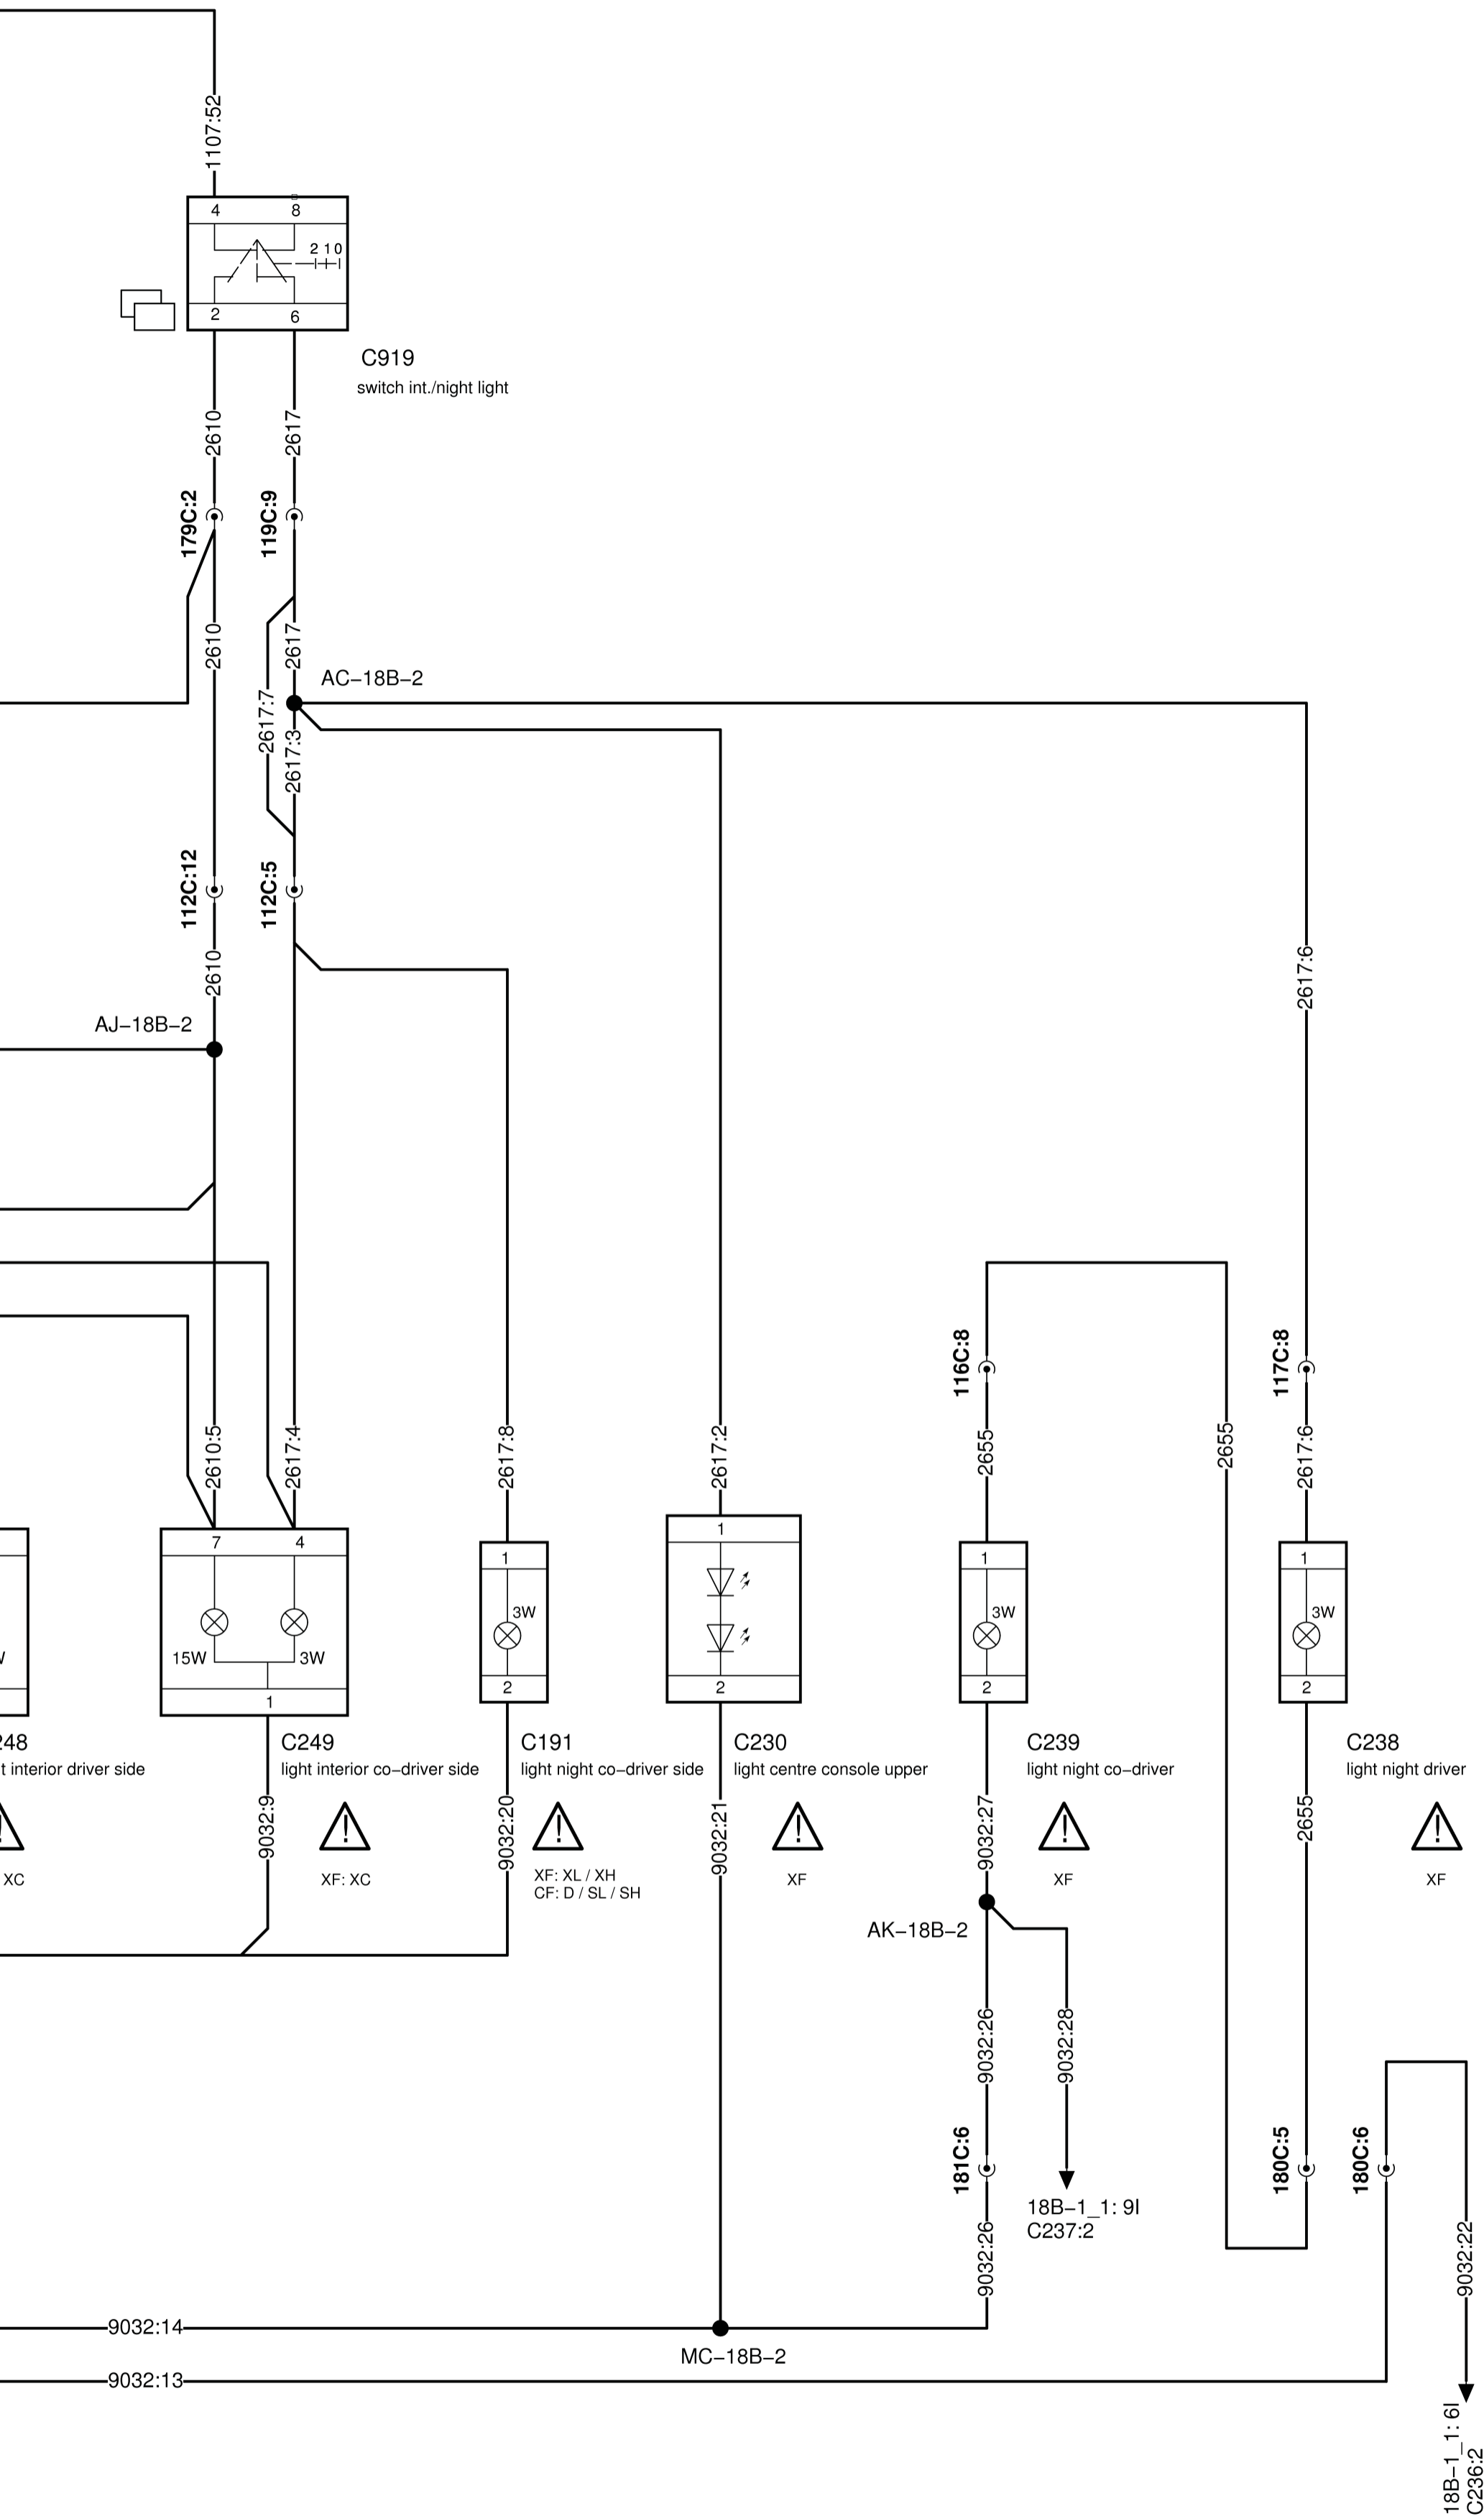 1107:52
4 8
2 1 0
2 6
C919
switch int./night light
2610
2617
179C:2
119C:9
2610
2617
AC-18B-2
2617:7
2617:3
112C:12
112C:5
2610
2617:6
AJ-18B-2
116C:8
117C:8
2610:5
2617:4
2617:8
2617:2
2655
2655
2617:6
7 4
15W 3W
1
1
3W
2
1
2
1
3W
2
1
3W
2
248
t interior driver side
XC
C249
light interior co-driver side
XF: XC
C191
light night co-driver side
XF: XL / XH
CF: D / SL / SH
C230
light centre console upper
XF
C239
light night co-driver
XF
C238
light night driver
XF
9032:9
9032:20
9032:21
9032:27
2655
AK-18B-2
9032:26
9032:28
181C:6
180C:5
180C:6
18B-1_1: 9I
C237:2
9032:26
9032:22
9032:14
MC-18B-2
9032:13
18B-1_1: 6I
C236:2